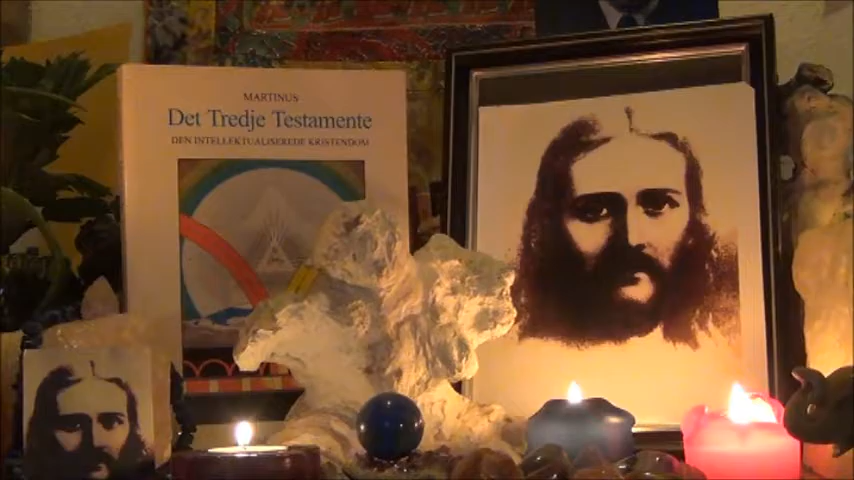 MARTINUS
Det Tredje Testamente
DEN INTELLEKTUALISEREDE KRISTENDOM